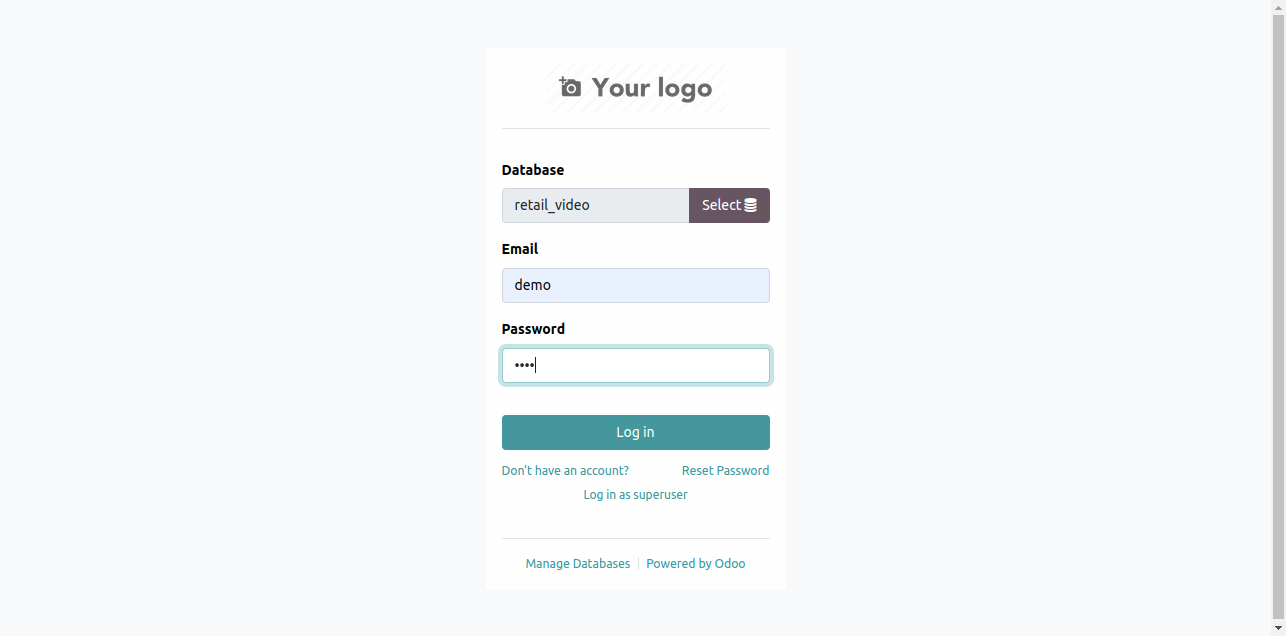 Your logo
Database
retail_video Select
Email
demo
Password
••••
Log in
Don't have an account? Reset Password
Log in as superuser
Manage Databases Powered by Odoo